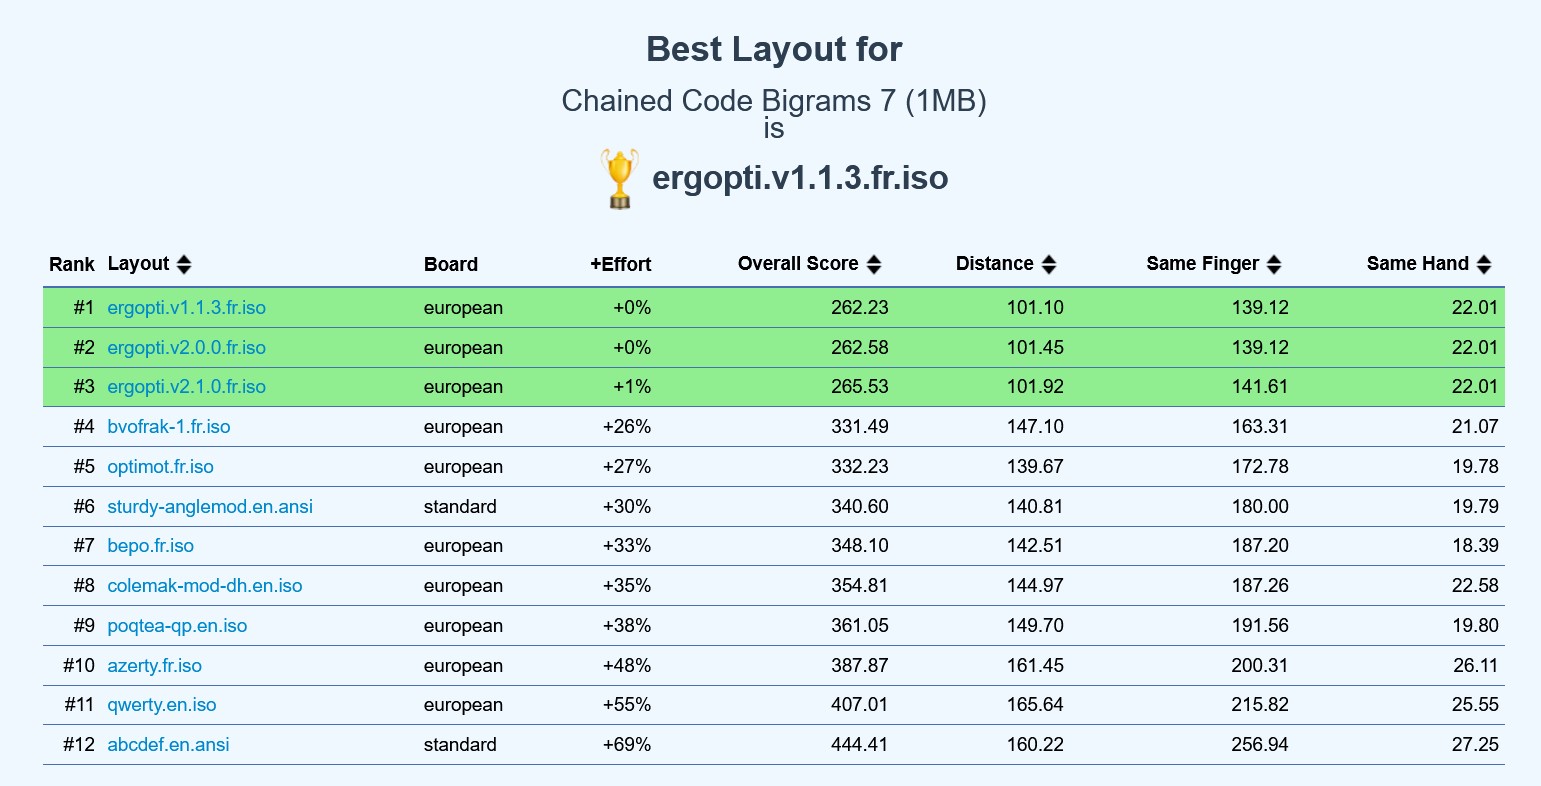 Best Layout for
Chained Code Bigrams 7 (1MB)
is
ergopti.v1.1.3.fr.iso
Rank Layout Board +Effort Overall Score Distance Same Finger Same Hand
#1 ergopti.v1.1.3.fr.iso european +0% 262.23 101.10 139.12 22.01
#2 ergopti.v2.0.0.fr.iso european +0% 262.58 101.45 139.12 22.01
#3 ergopti.v2.1.0.fr.iso european +1% 265.53 101.92 141.61 22.01
#4 bvofrak-1.fr.iso european +26% 331.49 147.10 163.31 21.07
#5 optimot.fr.iso european +27% 332.23 139.67 172.78 19.78
#6 sturdy-anglemod.en.ansi standard +30% 340.60 140.81 180.00 19.79
#7 bepo.fr.iso european +33% 348.10 142.51 187.20 18.39
#8 colemak-mod-dh.en.iso european +35% 354.81 144.97 187.26 22.58
#9 poqtea-qp.en.iso european +38% 361.05 149.70 191.56 19.80
#10 azerty.fr.iso european +48% 387.87 161.45 200.31 26.11
#11 qwerty.en.iso european +55% 407.01 165.64 215.82 25.55
#12 abcdef.en.ansi standard +69% 444.41 160.22 256.94 27.25